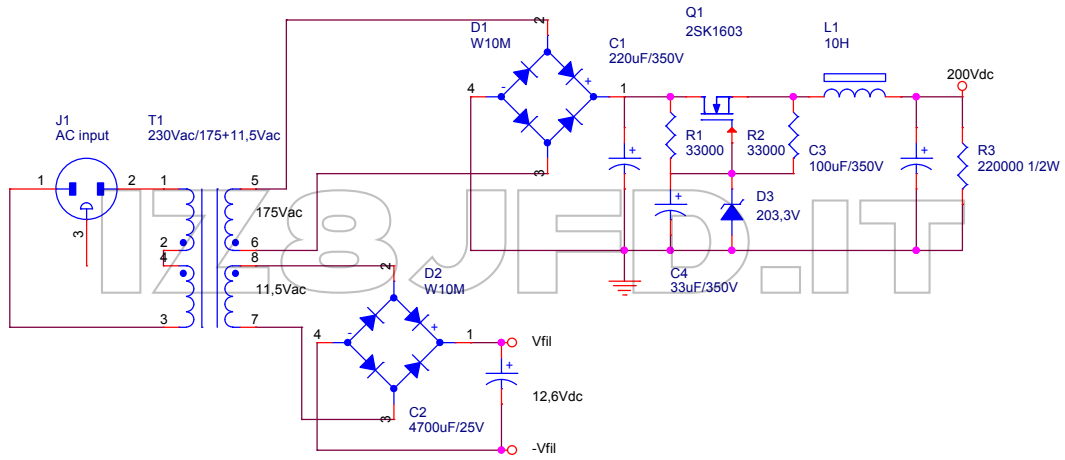 Q1
2SK1603
D1
W10M
C1
220uF/350V
L1
10H
200Vdc
2
4
-
+
1
3
J1
AC input
T1
230Vac/175+11,5Vac
1
2
3
1
2
4
3
5
6
8
7
175Vac
11,5Vac
R1
33000
R2
33000
C3
100uF/350V
+
+
+
R3
220000 1/2W
D3
203,3V
C4
33uF/350V
IZ8JFD.IT
D2
W10M
2
4
-
+
1
3
C2
4700uF/25V
Vfil
+
12,6Vdc
-Vfil